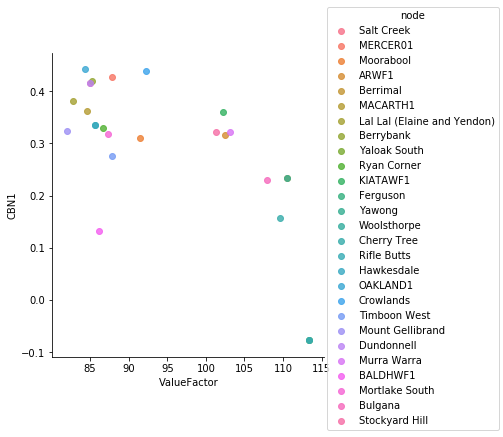 node
Salt Creek
MERCER01
Moorabool
ARWF1
Berrimal
MACARTH1
Lal Lal (Elaine and Yendon)
Berrybank
Yaloak South
Ryan Corner
KIATAWF1
Ferguson
Yawong
Woolsthorpe
Cherry Tree
Rifle Butts
Hawkesdale
OAKLAND1
Crowlands
Timboon West
Mount Gellibrand
Dundonnell
Murra Warra
BALDHWF1
Mortlake South
Bulgana
Stockyard Hill
CBN1
0.4
0.3
0.2
0.1
0.0
−0.1
85 90 95 100 105 110 115
ValueFactor